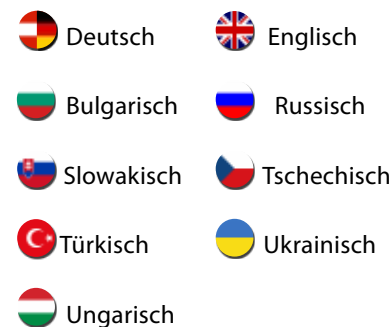 Deutsch Englisch
Bulgarisch Russisch
Slowakisch Tschechisch
Türkisch Ukrainisch
Ungarisch